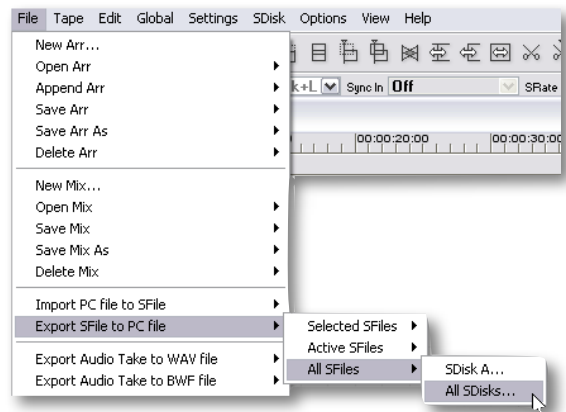 File Tape Edit Global Settings SDisk Options View Help
New Arr...
Open Arr
Append Arr
Save Arr
Save Arr As
Delete Arr
k+L Sync In Off SRate
00:00:20:00 00:00:30:00
New Mix...
Open Mix
Save Mix
Save Mix As
Delete Mix
Import PC file to SFile
Export SFile to PC file
Selected SFiles
Active SFiles
All SFiles
SDisk A...
All SDisks...
Export Audio Take to WAV file
Export Audio Take to BWF file